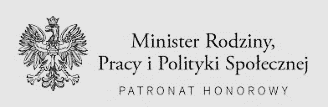 Minister Rodziny,
Pracy i Polityki Społecznej
PATRONAT HONOROWY